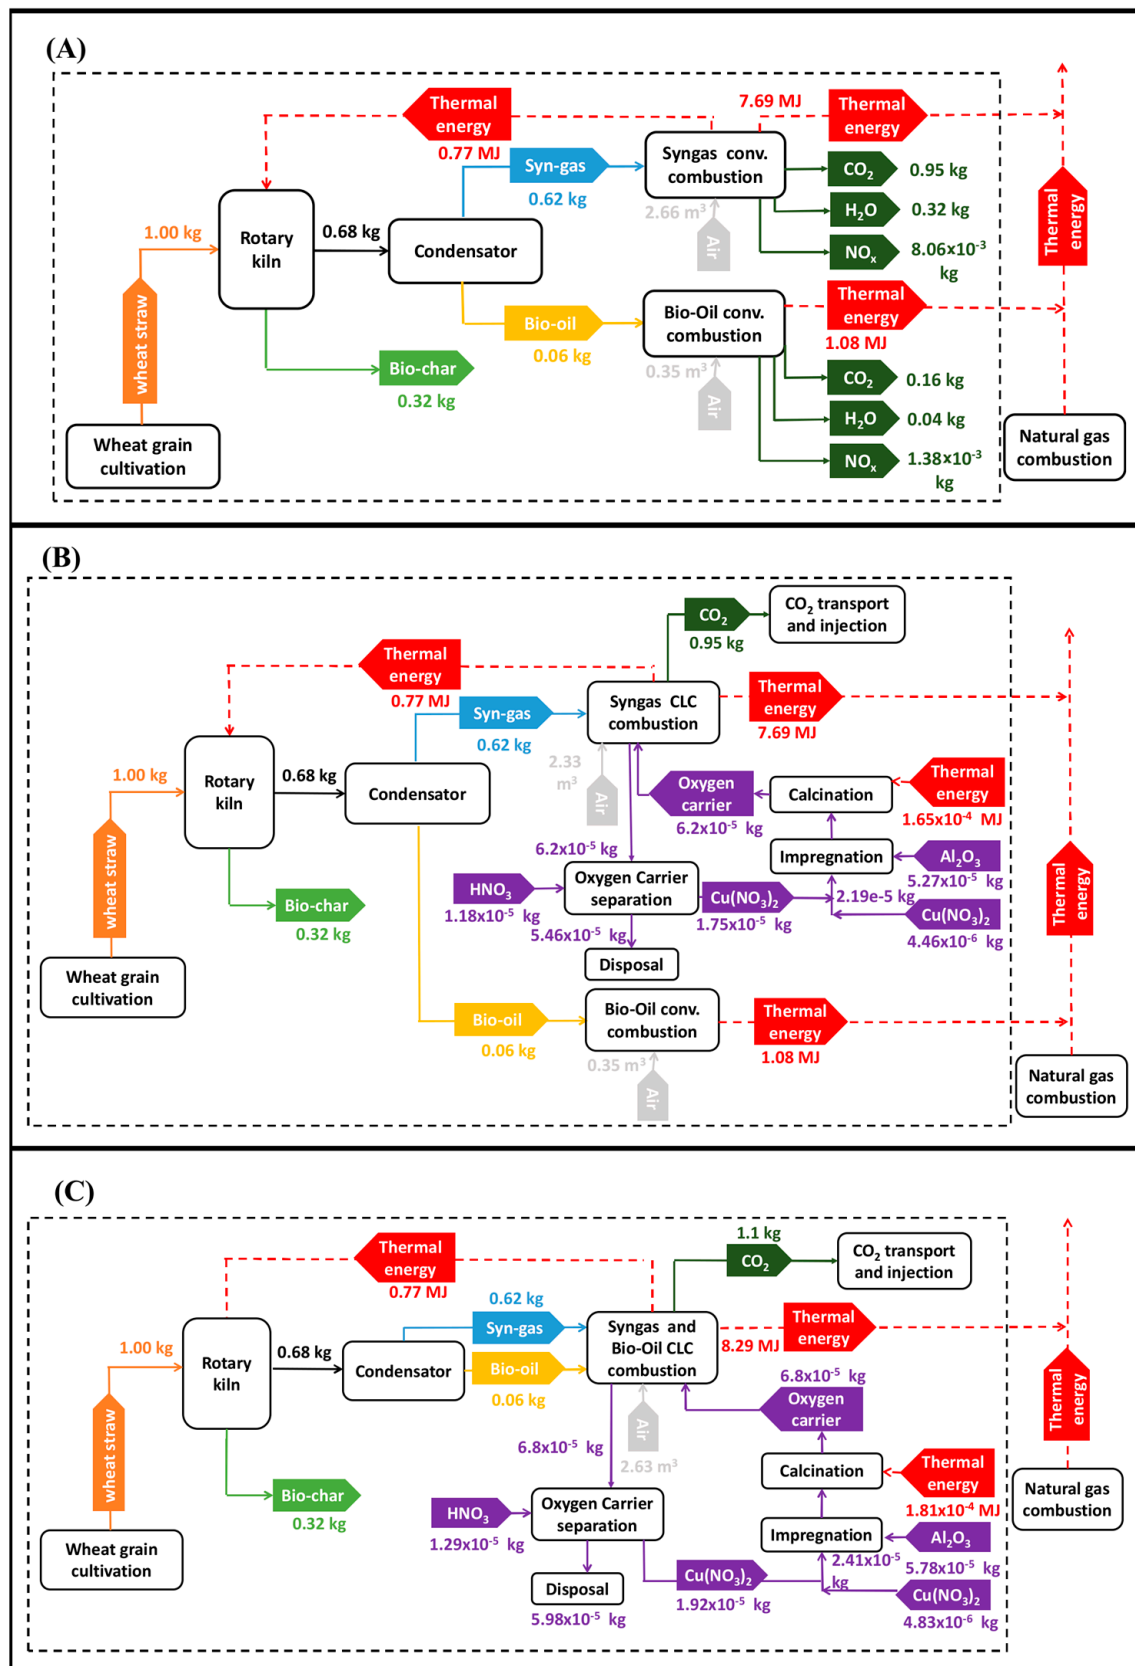 (A)
Thermal
energy
0.77 MJ
7.69 MJ
Thermal
energy
Syn-gas
0.62 kg
Syngas conv.
combustion
CO₂
0.95 kg
2.66 m³
Air
H₂O
0.32 kg
NOₓ
8.06x10⁻³
kg
1.00 kg
Rotary
kiln
0.68 kg
Condensator
Thermal
energy
wheat straw
Bio-oil
0.06 kg
Bio-Oil conv.
combustion
Thermal
energy
1.08 MJ
0.35 m³
Air
Bio-char
0.32 kg
CO₂
0.16 kg
H₂O
0.04 kg
NOₓ
1.38x10⁻³
kg
Wheat grain
cultivation
Natural gas
combustion
(B)
CO₂
0.95 kg
CO₂ transport
and injection
Thermal
energy
0.77 MJ
Syn-gas
0.62 kg
Syngas CLC
combustion
Thermal
energy
7.69 MJ
2.33
m³
Air
1.00 kg
Rotary
kiln
0.68 kg
Condensator
Oxygen
carrier
6.2x10⁻⁵ kg
Calcination
Thermal
energy
1.65x10⁻⁴ MJ
6.2x10⁻⁵ kg
Impregnation
Al₂O₃
5.27x10⁻⁵ kg
wheat straw
HNO₃
1.18x10⁻⁵ kg
Oxygen Carrier
separation
Cu(NO₃)₂
1.75x10⁻⁵ kg
2.19e-5 kg
Cu(NO₃)₂
4.46x10⁻⁶ kg
5.46x10⁻⁵ kg
Disposal
Bio-char
0.32 kg
Thermal
energy
Wheat grain
cultivation
Bio-oil
0.06 kg
Bio-Oil conv.
combustion
Thermal
energy
1.08 MJ
0.35 m³
Air
Natural gas
combustion
(C)
1.1 kg
CO₂
CO₂ transport
and injection
Thermal
energy
0.77 MJ
0.62 kg
Syn-gas
Syngas and
Bio-Oil CLC
combustion
8.29 MJ
Thermal
energy
1.00 kg
Rotary
kiln
0.68 kg
Condensator
Bio-oil
0.06 kg
6.8x10⁻⁵ kg
Oxygen
carrier
Thermal
energy
wheat straw
6.8x10⁻⁵ kg
Air
2.63 m³
Calcination
Thermal
energy
1.81x10⁻⁴ MJ
Natural gas
combustion
Bio-char
0.32 kg
HNO₃
1.29x10⁻⁵ kg
Oxygen Carrier
separation
Impregnation
Al₂O₃
5.78x10⁻⁵ kg
2.41x10⁻⁵
kg
Wheat grain
cultivation
Disposal
5.98x10⁻⁵ kg
Cu(NO₃)₂
1.92x10⁻⁵ kg
Cu(NO₃)₂
4.83x10⁻⁶ kg